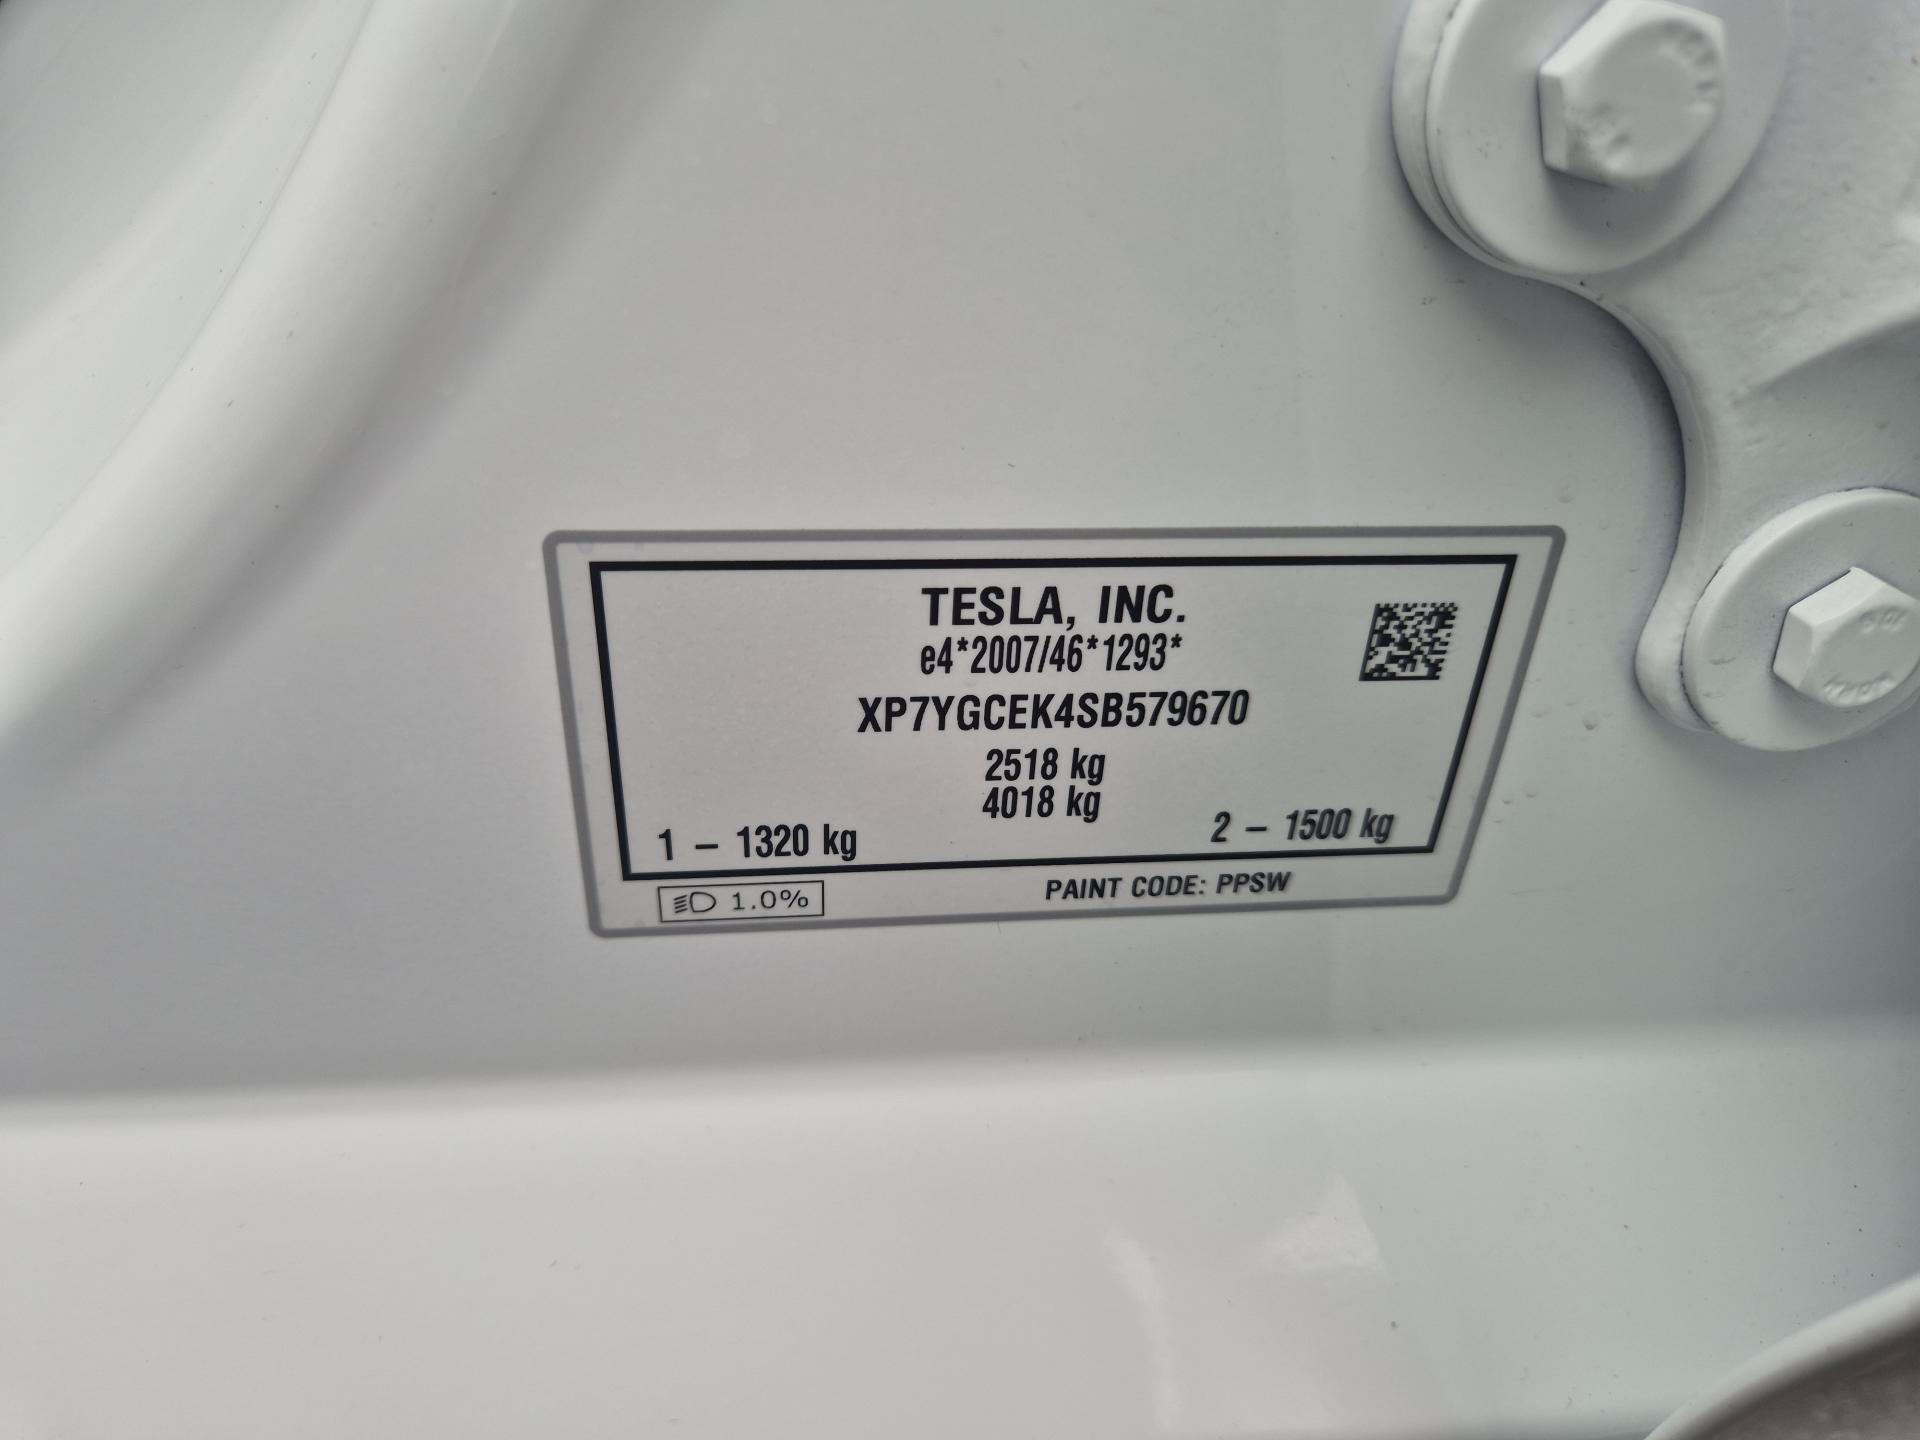 TESLA, INC.
e4*2007/46*1293*
XP7YGCEK4SB579670
2518 kg
4018 kg
1 – 1320 kg
2 – 1500 kg
1.0%
PAINT CODE: PPSW